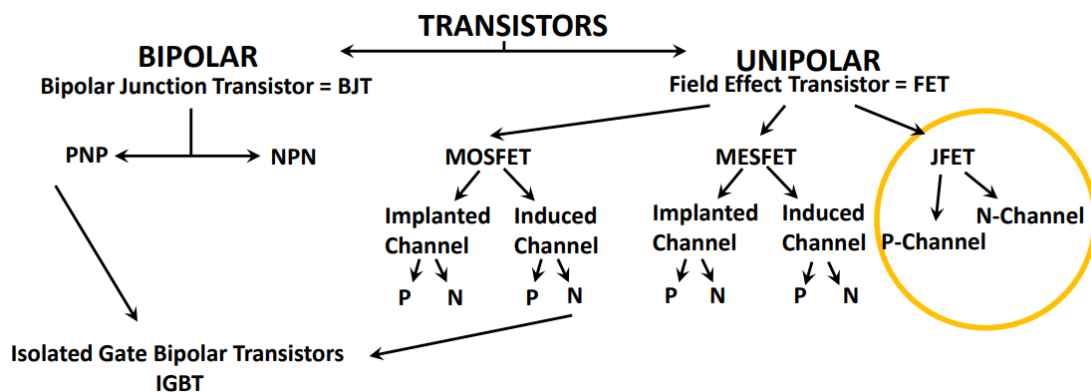 TRANSISTORS
BIPOLAR
Bipolar Junction Transistor = BJT
UNIPOLAR
Field Effect Transistor = FET
PNP
NPN
MOSFET
MESFET
JFET
Implanted
Channel
Induced
Channel
Implanted
Channel
Induced
Channel
N-Channel
P-Channel
P
N
P
N
P
N
P
N
Isolated Gate Bipolar Transistors
IGBT